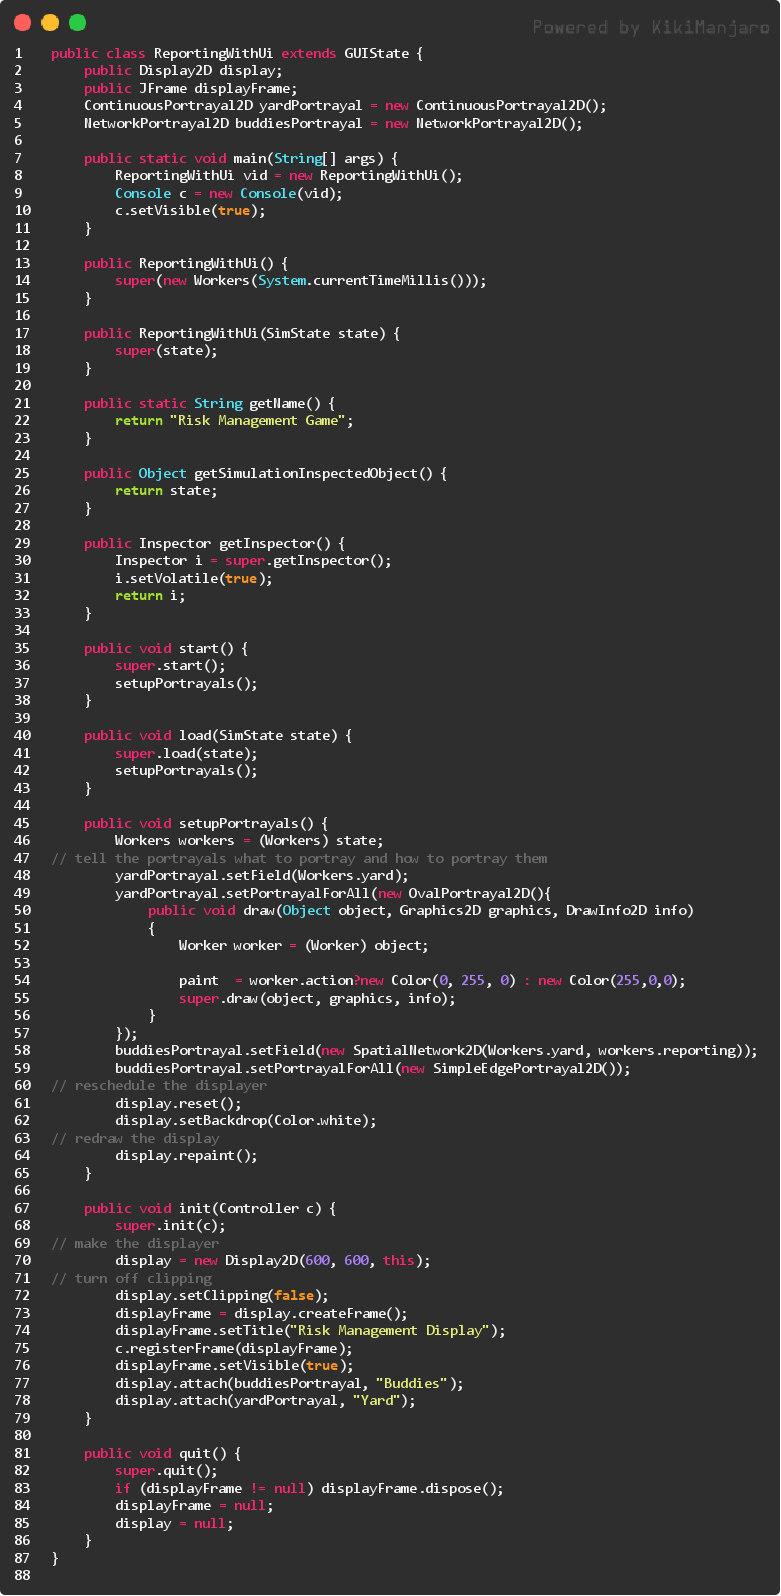 Powered by KikiManjaro
1 public class ReportingWithUi extends GUIState {
2     public Display2D display;
3     public JFrame displayFrame;
4     ContinuousPortrayal2D yardPortrayal = new ContinuousPortrayal2D();
5     NetworkPortrayal2D buddiesPortrayal = new NetworkPortrayal2D();
6
7     public static void main(String[] args) {
8         ReportingWithUi vid = new ReportingWithUi();
9         Console c = new Console(vid);
10         c.setVisible(true);
11     }
12
13     public ReportingWithUi() {
14         super(new Workers(System.currentTimeMillis()));
15     }
16
17     public ReportingWithUi(SimState state) {
18         super(state);
19     }
20
21     public static String getName() {
22         return "Risk Management Game";
23     }
24
25     public Object getSimulationInspectedObject() {
26         return state;
27     }
28
29     public Inspector getInspector() {
30         Inspector i = super.getInspector();
31         i.setVolatile(true);
32         return i;
33     }
34
35     public void start() {
36         super.start();
37         setupPortrayals();
38     }
39
40     public void load(SimState state) {
41         super.load(state);
42         setupPortrayals();
43     }
44
45     public void setupPortrayals() {
46         Workers workers = (Workers) state;
47 // tell the portrayals what to portray and how to portray them
48         yardPortrayal.setField(Workers.yard);
49         yardPortrayal.setPortrayalForAll(new OvalPortrayal2D(){
50             public void draw(Object object, Graphics2D graphics, DrawInfo2D info)
51             {
52                 Worker worker = (Worker) object;
53
54                 paint  = worker.action?new Color(0, 255, 0) : new Color(255,0,0);
55                 super.draw(object, graphics, info);
56             }
57         });
58         buddiesPortrayal.setField(new SpatialNetwork2D(Workers.yard, workers.reporting));
59         buddiesPortrayal.setPortrayalForAll(new SimpleEdgePortrayal2D());
60 // reschedule the displayer
61         display.reset();
62         display.setBackdrop(Color.white);
63 // redraw the display
64         display.repaint();
65     }
66
67     public void init(Controller c) {
68         super.init(c);
69 // make the displayer
70         display = new Display2D(600, 600, this);
71 // turn off clipping
72         display.setClipping(false);
73         displayFrame = display.createFrame();
74         displayFrame.setTitle("Risk Management Display");
75         c.registerFrame(displayFrame);
76         displayFrame.setVisible(true);
77         display.attach(buddiesPortrayal, "Buddies");
78         display.attach(yardPortrayal, "Yard");
79     }
80
81     public void quit() {
82         super.quit();
83         if (displayFrame != null) displayFrame.dispose();
84         displayFrame = null;
85         display = null;
86     }
87 }
88